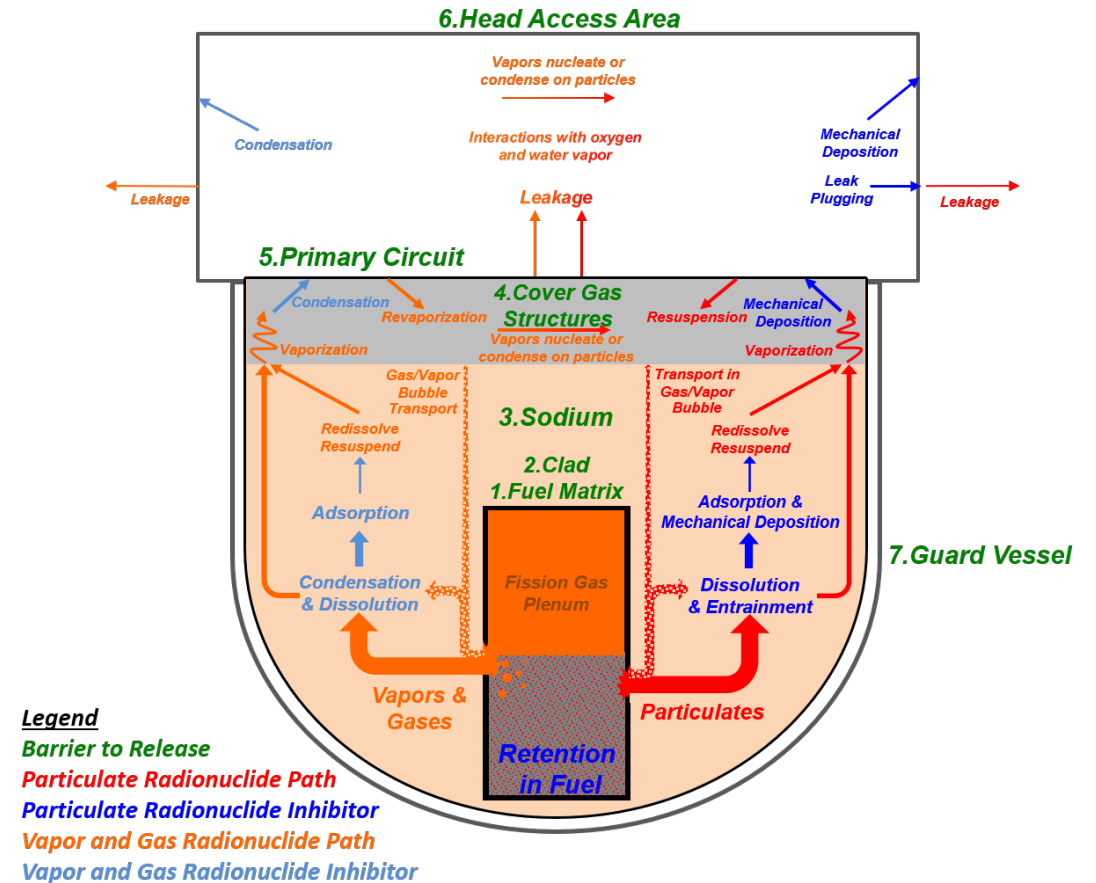 6.Head Access Area
Vapors nucleate or
condense on particles
Condensation
Interactions with oxygen
and water vapor
Mechanical
Deposition
Leakage
Leakage
Leak
Plugging
Leakage
5.Primary Circuit
4.Cover Gas
Structures
Condensation
Revaporization
Resuspension
Mechanical
Deposition
Vaporization
Vapors nucleate or
condense on particles
Vaporization
Gas/Vapor
Bubble
Transport
Transport in
Gas/Vapor
Bubble
3.Sodium
Redissolve
Resuspend
Redissolve
Resuspend
2.Clad
1.Fuel Matrix
Adsorption
Adsorption &
Mechanical Deposition
7.Guard Vessel
Condensation
& Dissolution
Fission Gas
Plenum
Dissolution
& Entrainment
Vapors &
Gases
Particulates
Retention
in Fuel
Legend
Barrier to Release
Particulate Radionuclide Path
Particulate Radionuclide Inhibitor
Vapor and Gas Radionuclide Path
Vapor and Gas Radionuclide Inhibitor